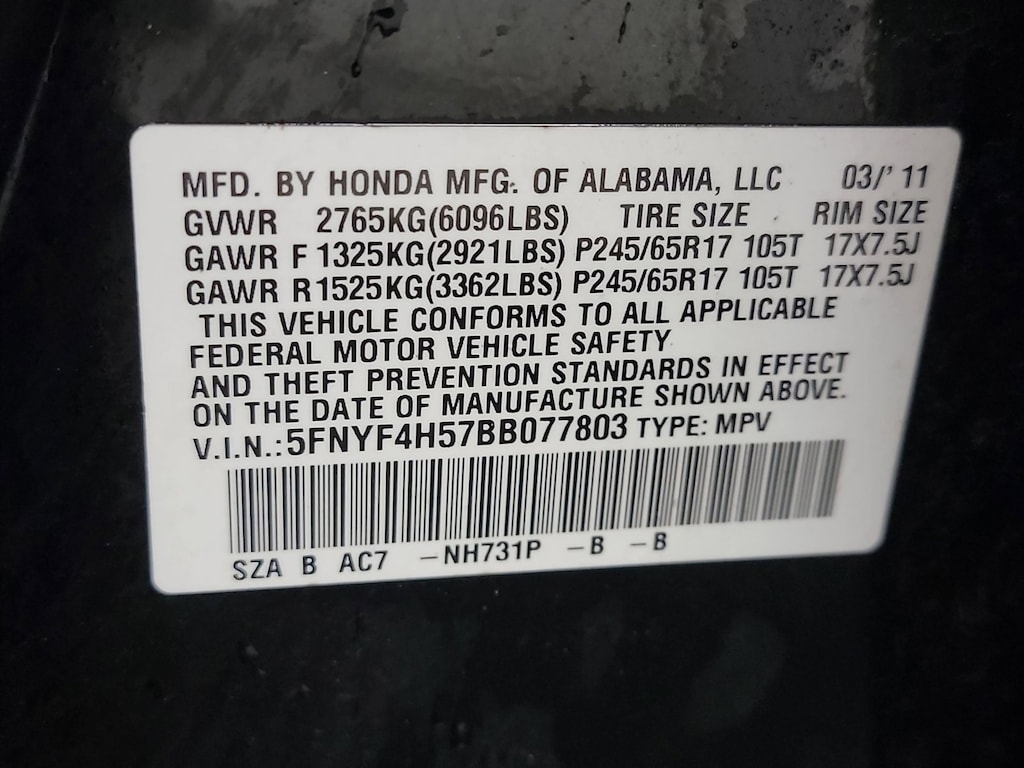 MFD. BY HONDA MFG. OF ALABAMA, LLC 03/' 11
GVWR 2765KG(6096LBS) TIRE SIZE RIM SIZE
GAWR F 1325KG(2921LBS) P245/65R17 105T 17X7.5J
GAWR R 1525KG(3362LBS) P245/65R17 105T 17X7.5J
THIS VEHICLE CONFORMS TO ALL APPLICABLE
FEDERAL MOTOR VEHICLE SAFETY
AND THEFT PREVENTION STANDARDS IN EFFECT
ON THE DATE OF MANUFACTURE SHOWN ABOVE.
V.I.N.: 5FNYF4H57BB077803 TYPE: MPV
SZA B AC7 -NH731P -B -B